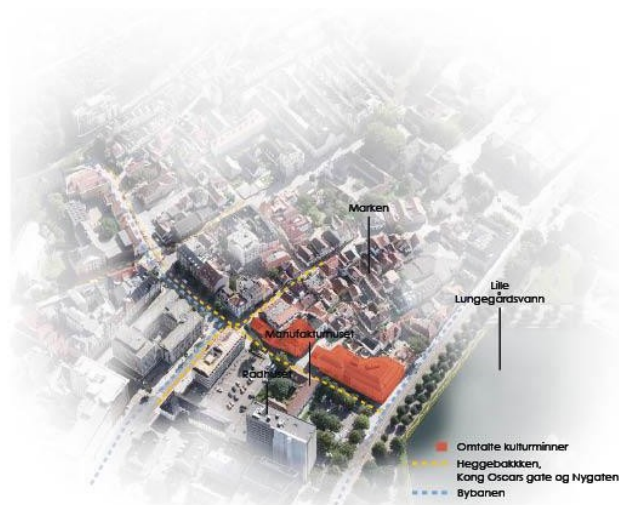 Marken
Lille
Lungegårdsvann
Manufakturhuset
Rådhuset
Omtalte kulturminner
Heggebakkken,
Kong Oscars gate og Nygaten
Bybanen